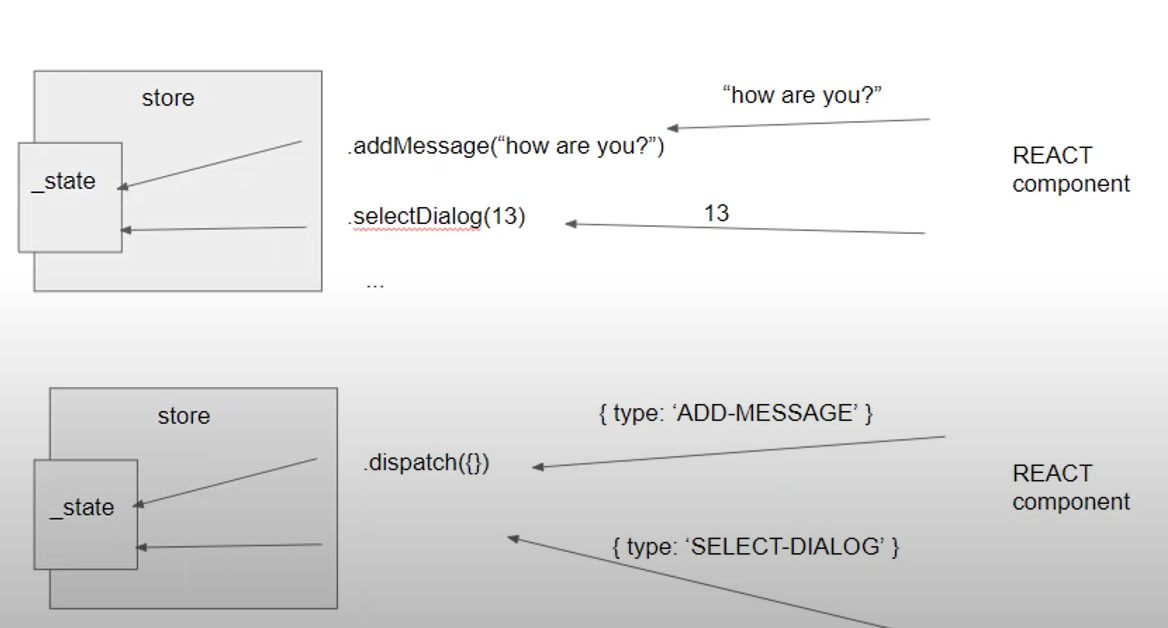 store
“how are you?”
.addMessage(“how are you?”)
_state
REACT
component
.selectDialog(13)
13
...
store
{ type: ‘ADD-MESSAGE’ }
.dispatch({})
_state
REACT
component
{ type: ‘SELECT-DIALOG’ }